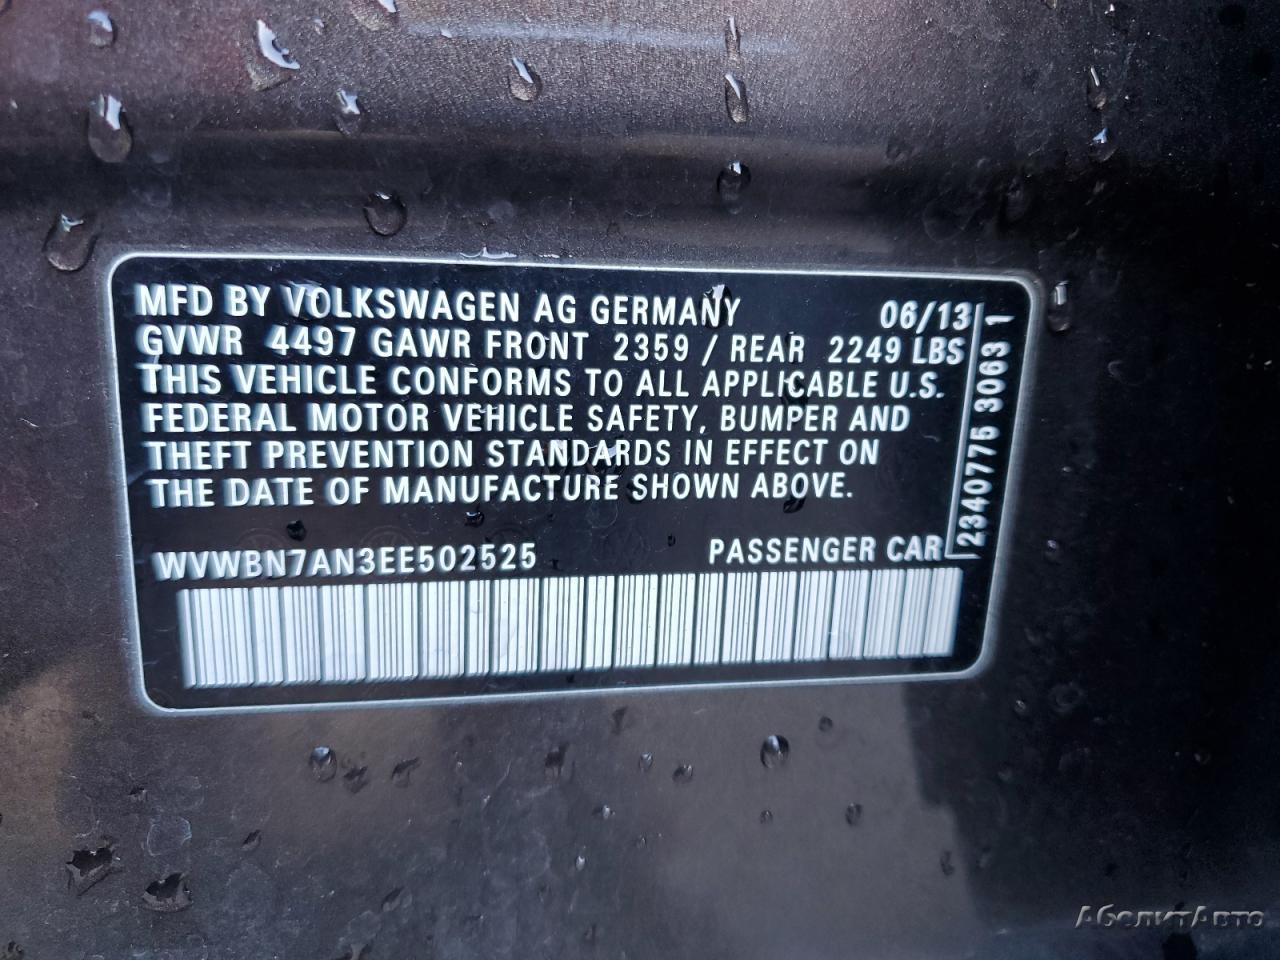 MFD BY VOLKSWAGEN AG GERMANY 06/13
GVWR 4497 GAWR FRONT 2359 / REAR 2249 LBS
THIS VEHICLE CONFORMS TO ALL APPLICABLE U.S.
FEDERAL MOTOR VEHICLE SAFETY, BUMPER AND
THEFT PREVENTION STANDARDS IN EFFECT ON
THE DATE OF MANUFACTURE SHOWN ABOVE.
WVWBN7AN3EE502525 PASSENGER CAR
2340775 3063 1
АболитАвто